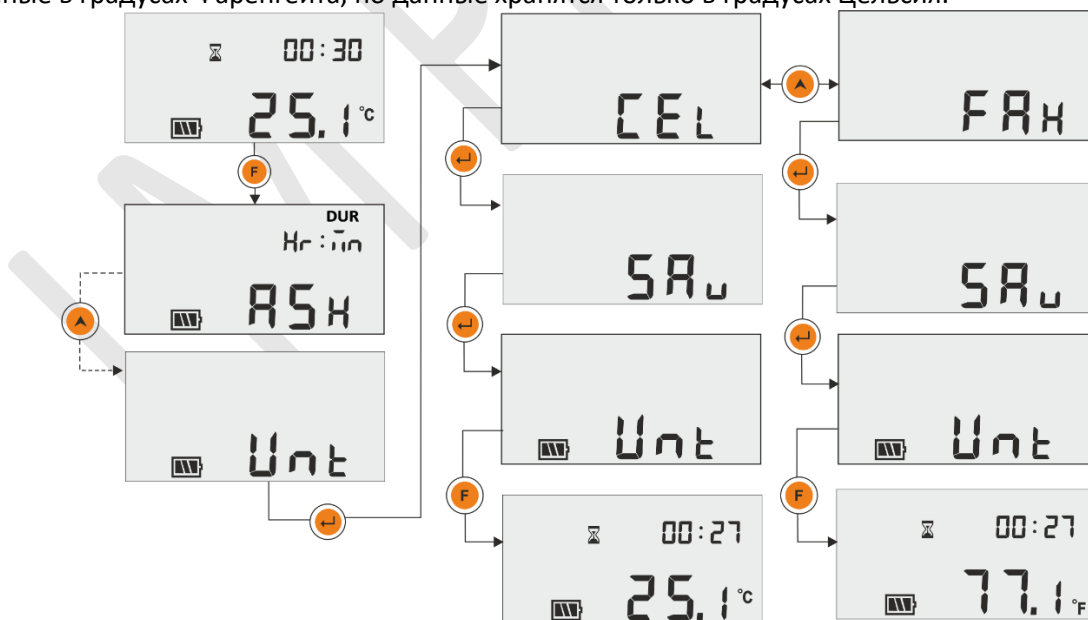 нные в градусах Фаренгейта, но данные хранятся только в градусах Цельсия.
00:30
25.1 °C
F
DUR
Hr:mn
ASH
Unt
CEL
SAv
Unt
F
00:27
25.1 °C
FAH
SAv
Unt
F
00:27
77.1 °F